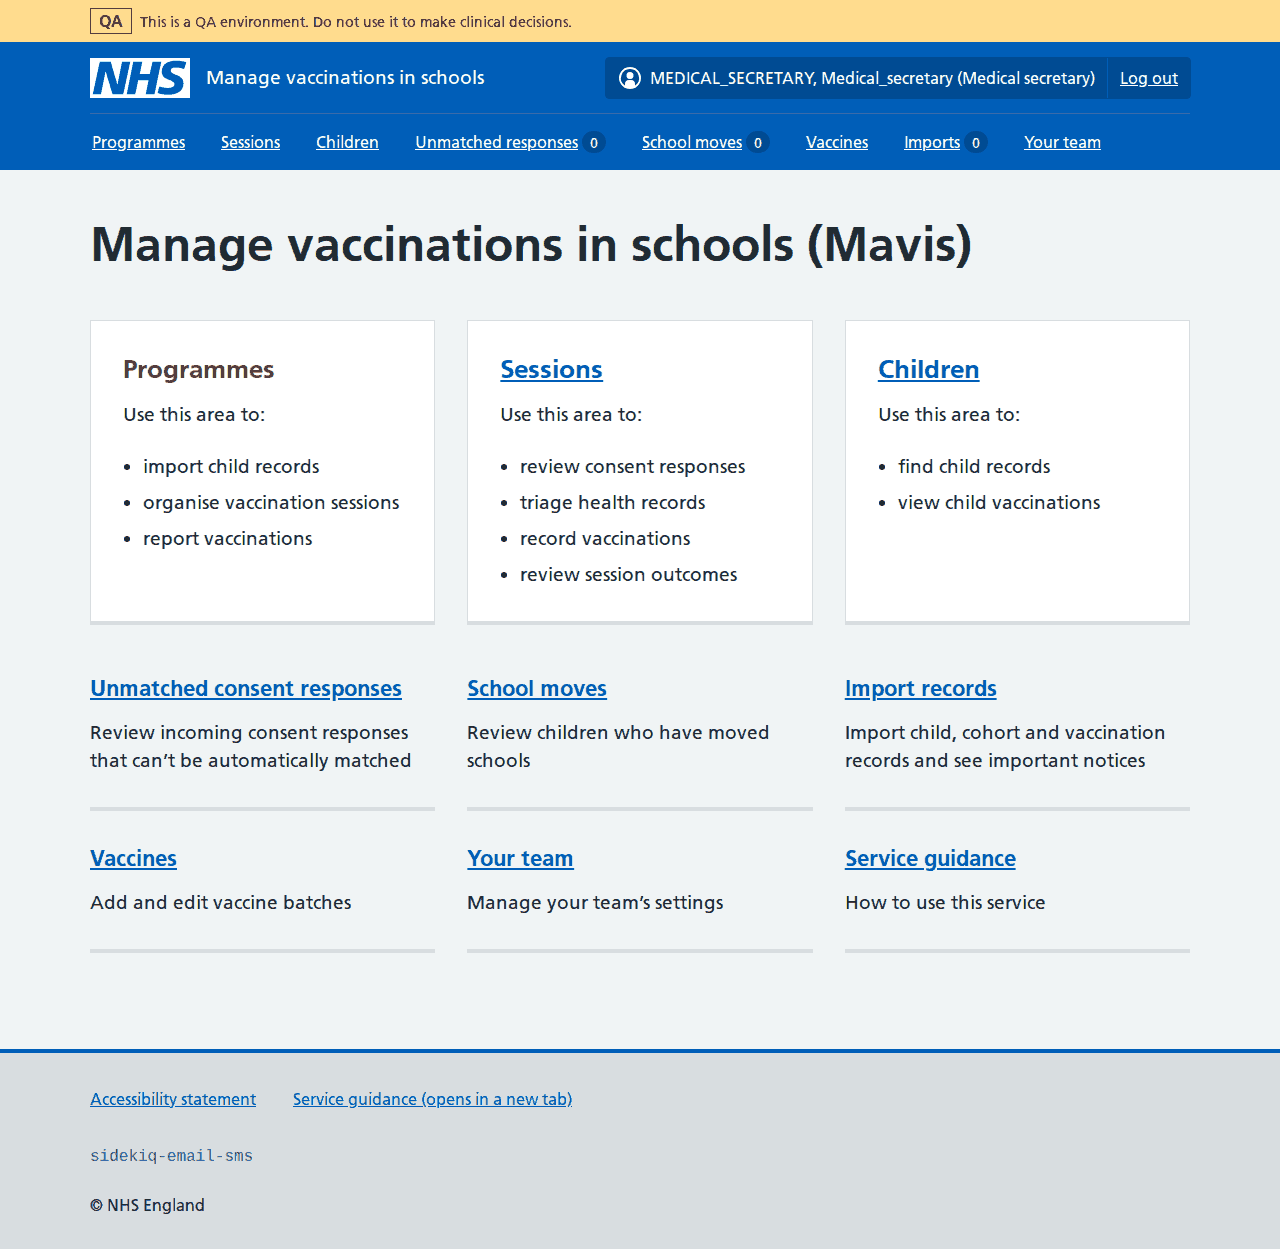 QA This is a QA environment. Do not use it to make clinical decisions.
NHS Manage vaccinations in schools MEDICAL_SECRETARY, Medical_secretary (Medical secretary) Log out
Programmes Sessions Children Unmatched responses 0 School moves 0 Vaccines Imports 0 Your team
Manage vaccinations in schools (Mavis)
Programmes
Use this area to:
• import child records
• organise vaccination sessions
• report vaccinations
Sessions
Use this area to:
• review consent responses
• triage health records
• record vaccinations
• review session outcomes
Children
Use this area to:
• find child records
• view child vaccinations
Unmatched consent responses
Review incoming consent responses
that can’t be automatically matched
School moves
Review children who have moved
schools
Import records
Import child, cohort and vaccination
records and see important notices
Vaccines
Add and edit vaccine batches
Your team
Manage your team’s settings
Service guidance
How to use this service
Accessibility statement Service guidance (opens in a new tab)
sidekiq-email-sms
© NHS England